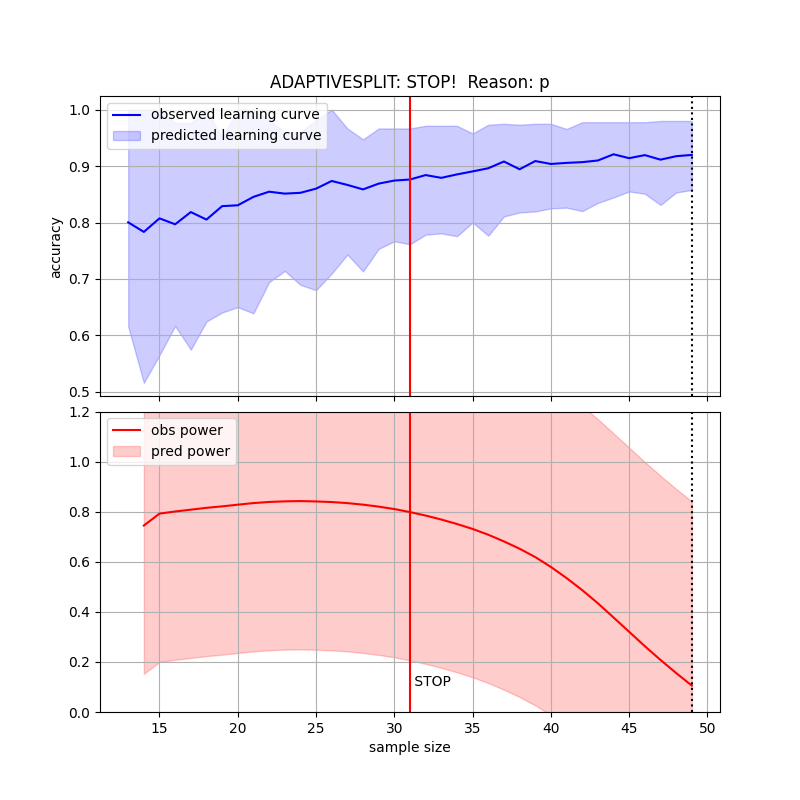 ADAPTIVESPLIT: STOP!  Reason: p
observed learning curve
predicted learning curve
1.0
0.9
0.8
0.7
0.6
0.5
accuracy
obs power
pred power
1.2
1.0
0.8
0.6
0.4
0.2
0.0
STOP
15 20 25 30 35 40 45 50
sample size